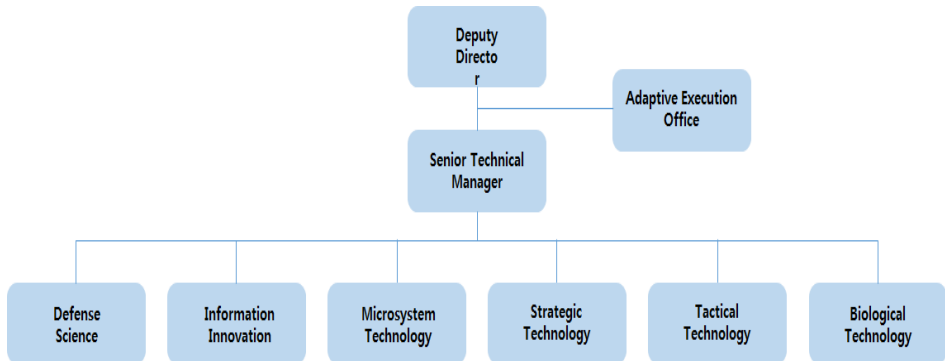 Deputy
Directo
r
Adaptive Execution
Office
Senior Technical
Manager
Defense
Science
Information
Innovation
Microsystem
Technology
Strategic
Technology
Tactical
Technology
Biological
Technology